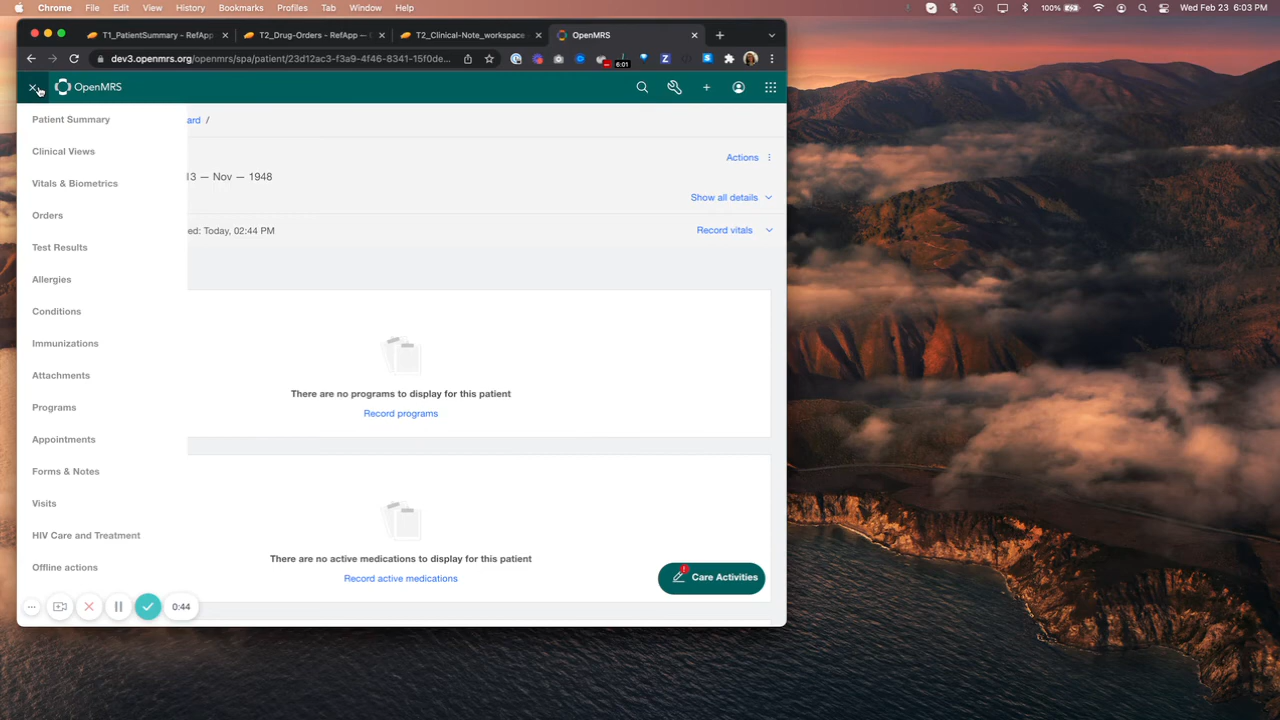 Chrome File Edit View History Bookmarks Profiles Tab Window Help 100% Wed Feb 23 6:03 PM
T1_PatientSummary - RefApp T2_Drug-Orders - RefApp — T2_Clinical-Note_workspace OpenMRS
dev3.openmrs.org/openmrs/spa/patient/23d12ac3-f3a9-4f46-8341-15f0de... 6:01
OpenMRS
Patient Summary
Clinical Views
Vitals & Biometrics
Orders
Test Results
Allergies
Conditions
Immunizations
Attachments
Programs
Appointments
Forms & Notes
Visits
HIV Care and Treatment
Offline actions
ard /
Actions
13 — Nov — 1948
Show all details
ed: Today, 02:44 PM
Record vitals
There are no programs to display for this patient
Record programs
There are no active medications to display for this patient
Record active medications
! Care Activities
0:44